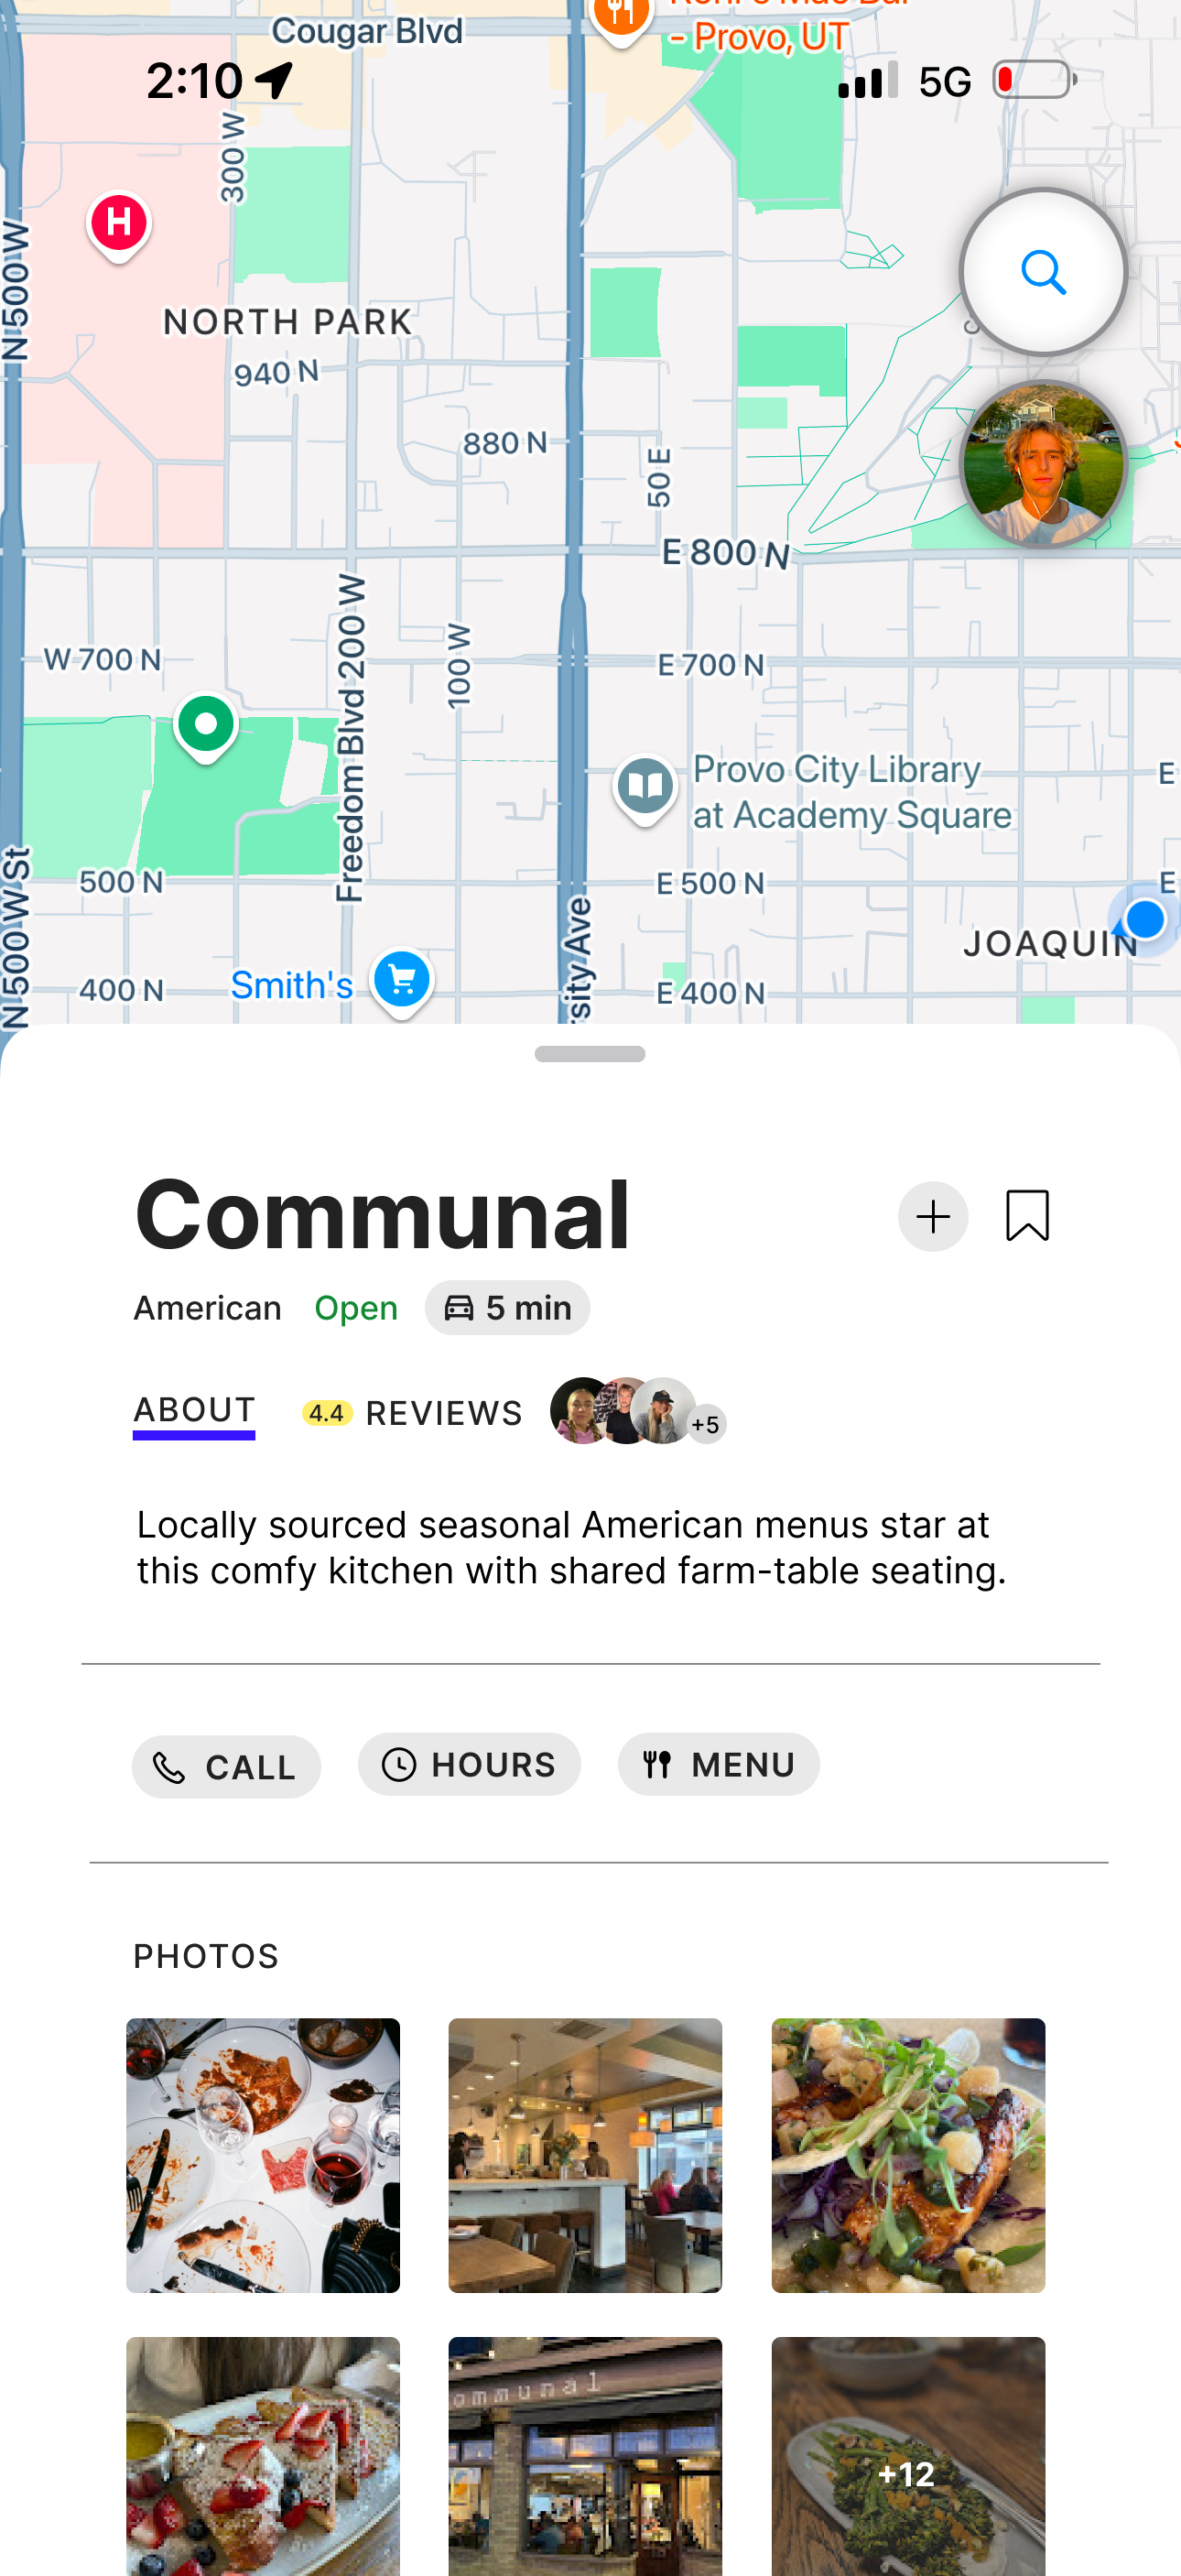 Cougar Blvd
- Provo, UT
2:10
5G
300 W
H
N 500 W
NORTH PARK
940 N
880 N
50 E
E 800 N
W 700 N
Freedom Blvd 200 W
100 W
E 700 N
Provo City Library
at Academy Square
E
500 N
E 500 N
E
N 500 W St
JOAQUIN
400 N
Smith's
sity Ave
E 400 N
Communal
American Open 5 min
ABOUT 4.4 REVIEWS +5
Locally sourced seasonal American menus star at
this comfy kitchen with shared farm-table seating.
CALL HOURS MENU
PHOTOS
ommunal
+12